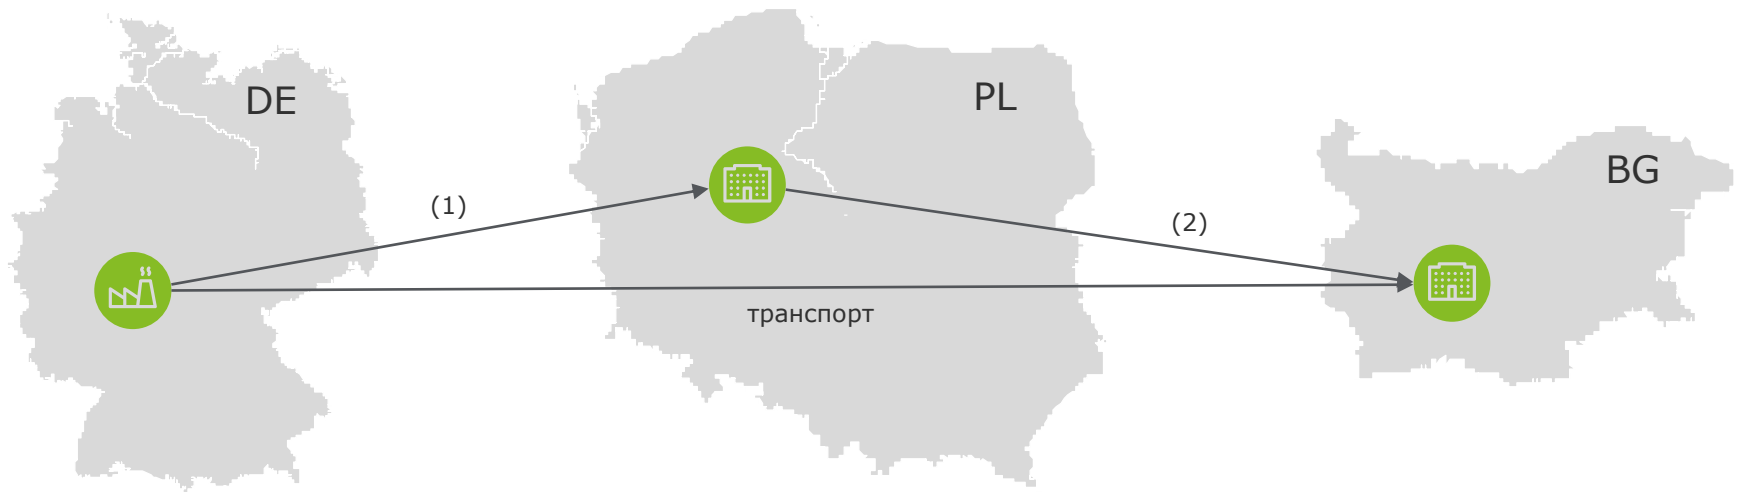 DE
PL
BG
(1)
(2)
транспорт